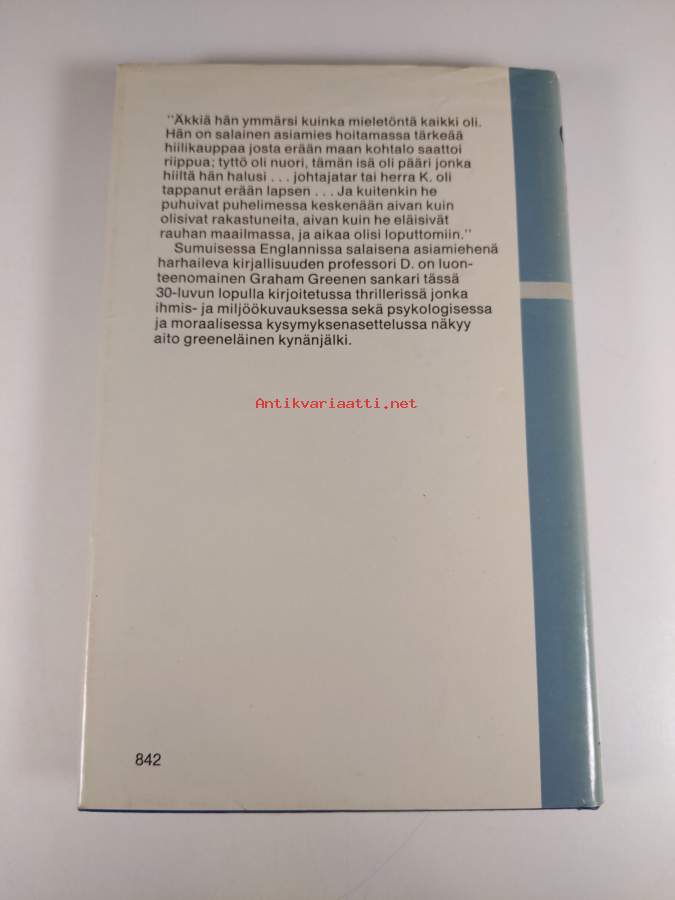 "Äkkiä hän ymmärsi kuinka mieletöntä kaikki oli.
Hän on salainen asiamies hoitamassa tärkeää
hiilikauppaa josta erään maan kohtalo saattoi
riippua; tyttö oli nuori, tämän isä oli pääri jonka
hiiltä hän halusi . . . johtajatar tai herra K. oli
tappanut erään lapsen . . . Ja kuitenkin he
puhuivat puhelimessa keskenään aivan kuin
olisivat rakastuneita, aivan kuin he eläisivät
rauhan maailmassa, ja aikaa olisi loputtomiin."
Sumuisessa Englannissa salaisena asiamiehenä
harhaileva kirjallisuuden professori D. on luon-
teenomainen Graham Greenen sankari tässä
30-luvun lopulla kirjoitetussa thrillerissä jonka
ihmis- ja miljöökuvauksessa sekä psykologisessa
ja moraalisessa kysymyksenasettelussa näkyy
aito greeneläinen kynänjälki.
Antikvariaatti.net
842